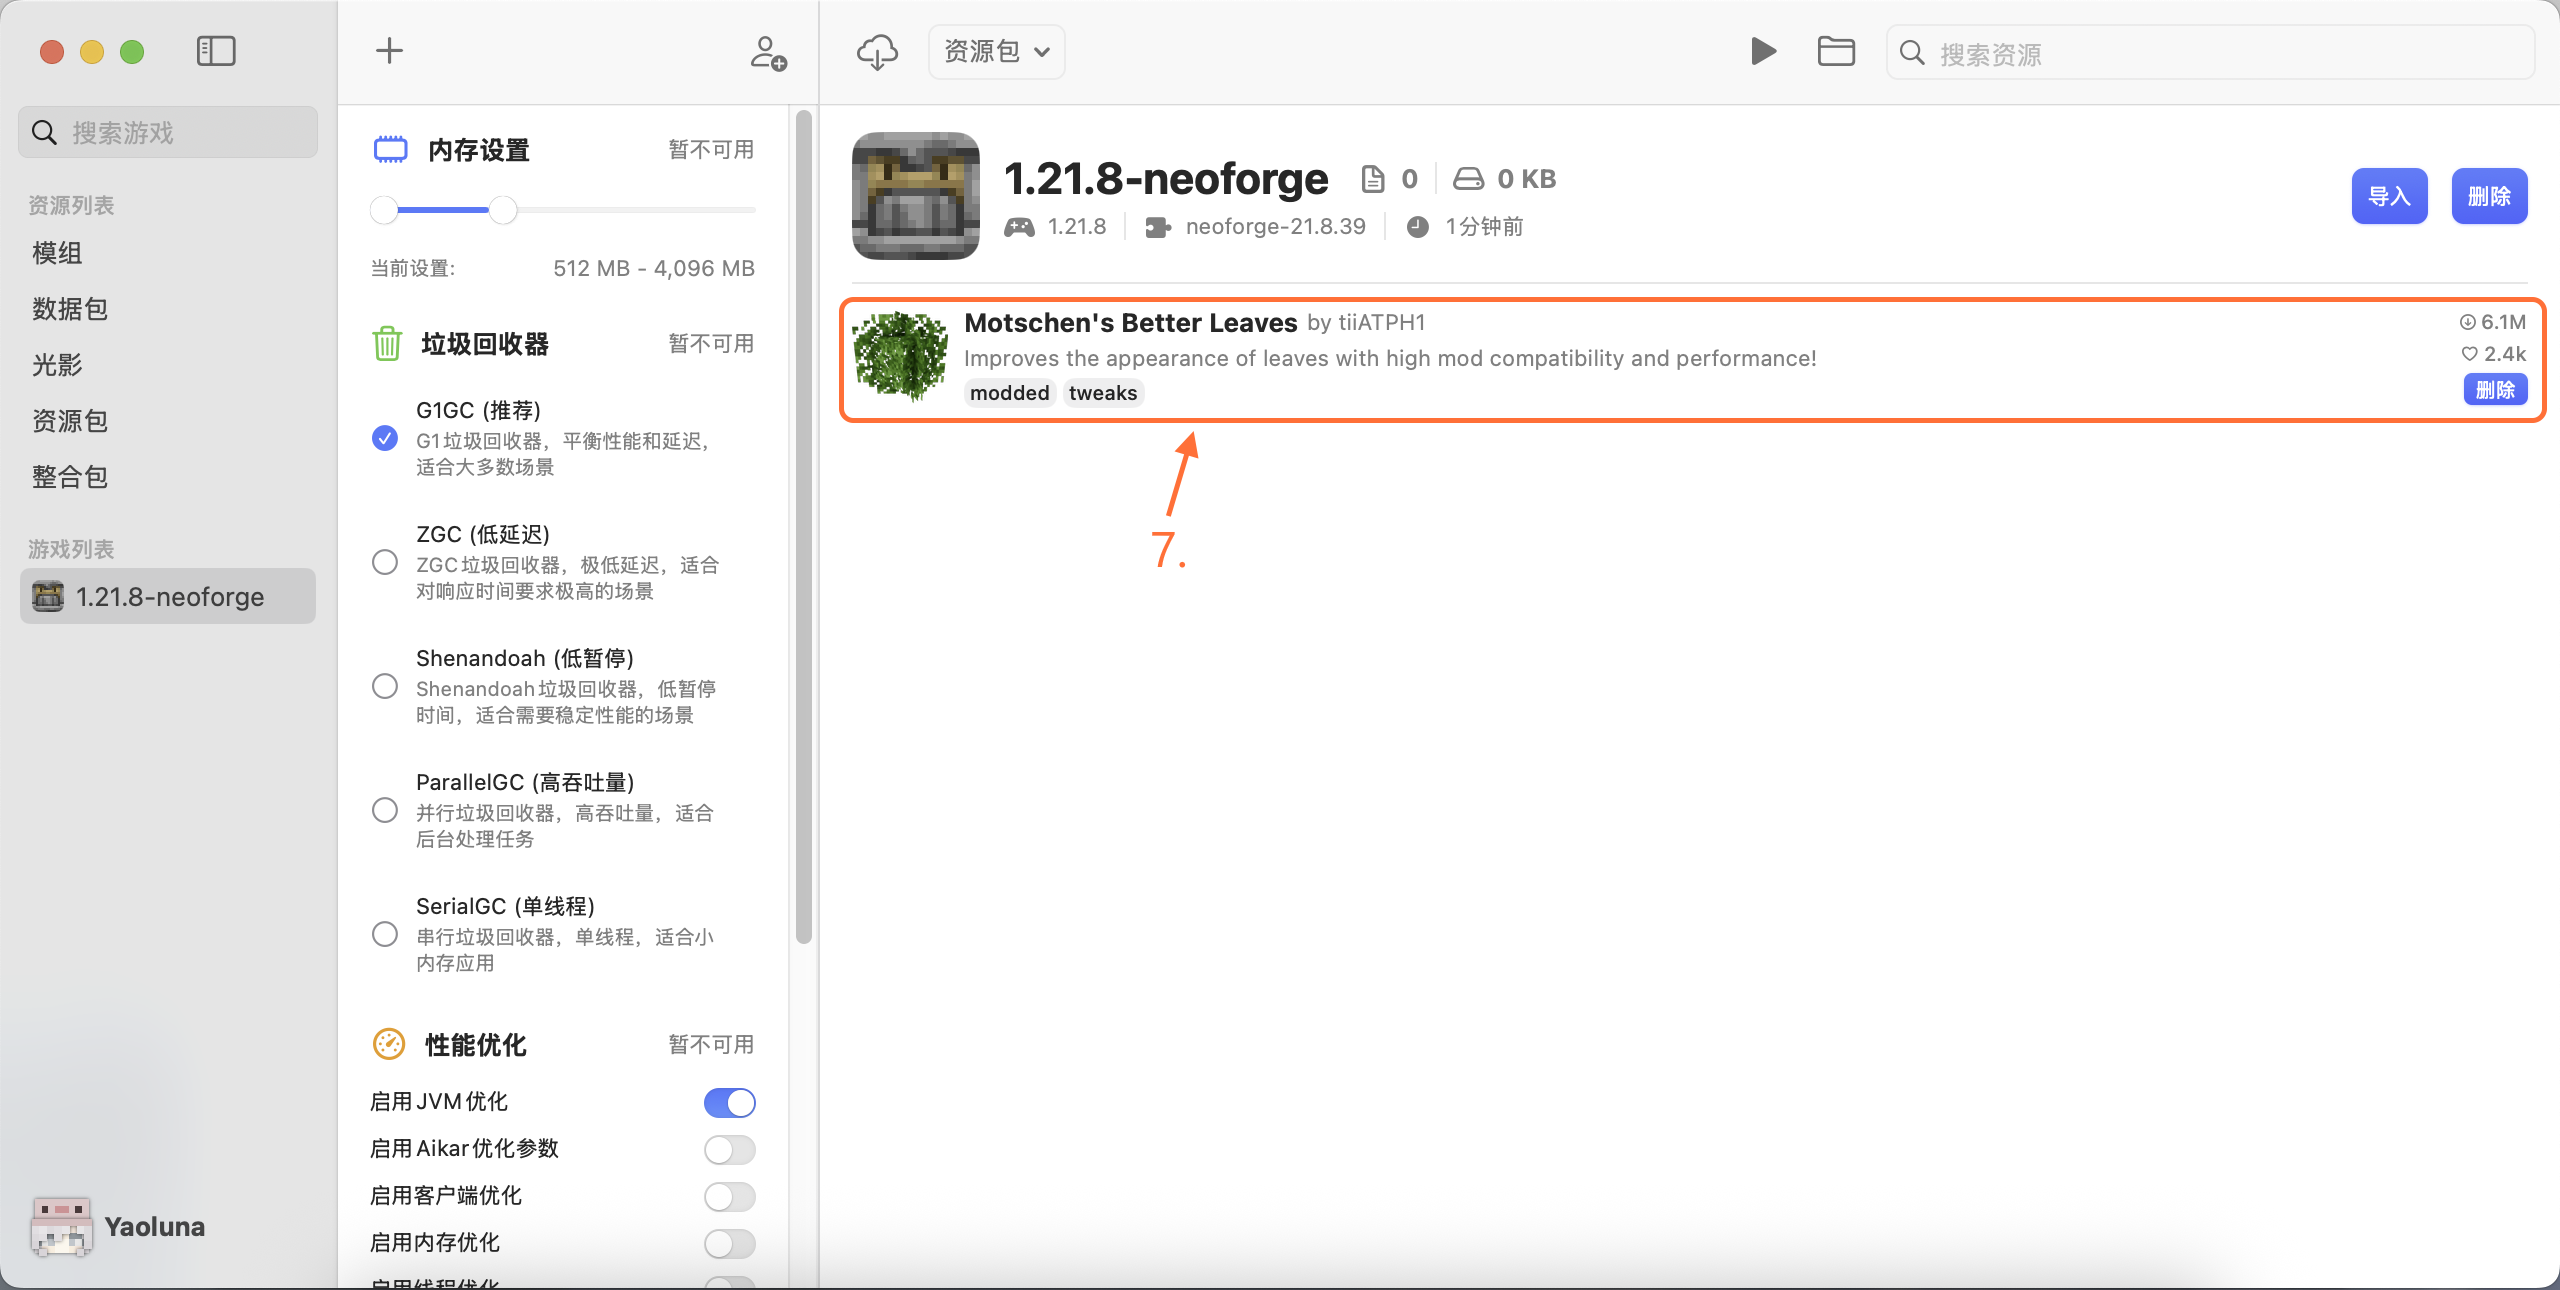 搜索游戏
资源列表
模组
数据包
光影
资源包
整合包
游戏列表
1.21.8-neoforge
Yaoluna
内存设置 暂不可用
当前设置: 512 MB - 4,096 MB
垃圾回收器 暂不可用
G1GC (推荐)
G1垃圾回收器，平衡性能和延迟，
适合大多数场景
ZGC (低延迟)
ZGC垃圾回收器，极低延迟，适合
对响应时间要求极高的场景
Shenandoah (低暂停)
Shenandoah垃圾回收器，低暂停
时间，适合需要稳定性能的场景
ParallelGC (高吞吐量)
并行垃圾回收器，高吞吐量，适合
后台处理任务
SerialGC (单线程)
串行垃圾回收器，单线程，适合小
内存应用
性能优化 暂不可用
启用JVM优化
启用Aikar优化参数
启用客户端优化
启用内存优化
启用线程优化
资源包
搜索资源
1.21.8-neoforge 0 0 KB
1.21.8 neoforge-21.8.39 1分钟前
导入 删除
Motschen's Better Leaves by tiiATPH1 6.1M
Improves the appearance of leaves with high mod compatibility and performance! 2.4k
modded tweaks 删除
7.